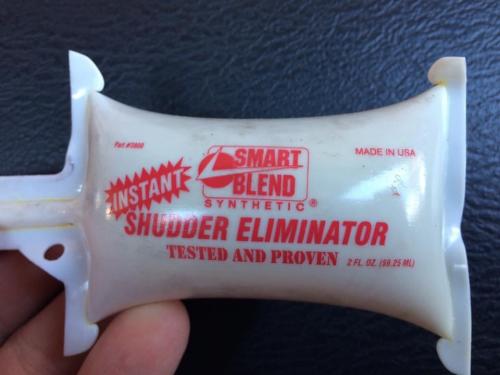 Part #3800
MADE IN USA
SMART
BLEND
SYNTHETIC®
INSTANT
SHUDDER ELIMINATOR
TESTED AND PROVEN
2 FL. OZ. (59.25 ML)